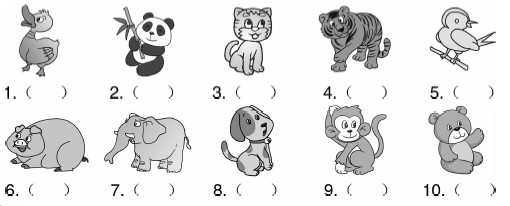 1. (    ) 2. (    ) 3. (    ) 4. (    ) 5. (    )
6. (    ) 7. (    ) 8. (    ) 9. (    ) 10. (    )